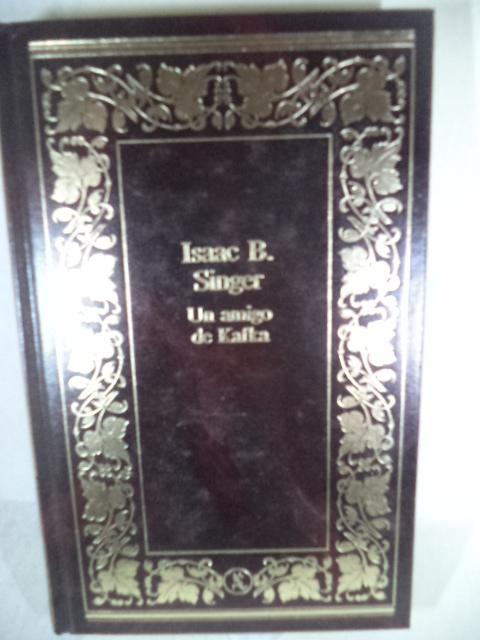 Isaac B.
Singer
Un amigo
de Kafka